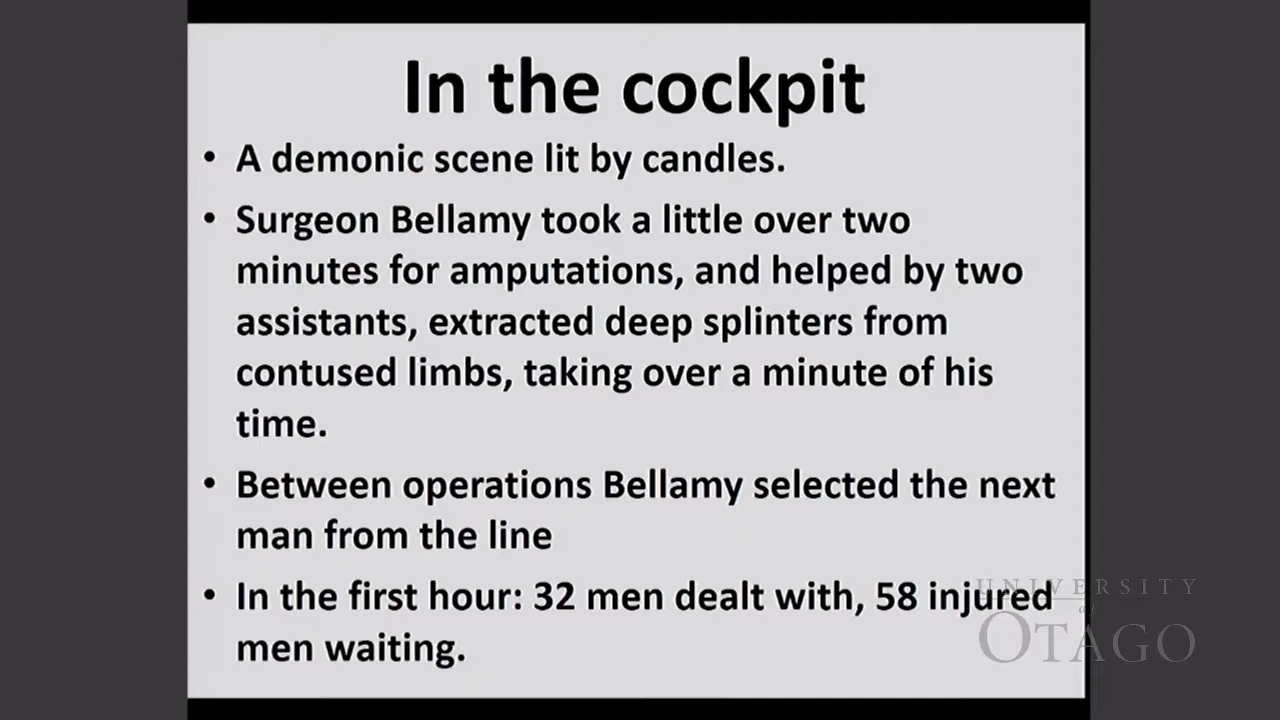 In the cockpit
• A demonic scene lit by candles.
• Surgeon Bellamy took a little over two
minutes for amputations, and helped by two
assistants, extracted deep splinters from
contused limbs, taking over a minute of his
time.
• Between operations Bellamy selected the next
man from the line
• In the first hour: 32 men dealt with, 58 injured
men waiting.
UNIVERSITY
of
OTAGO